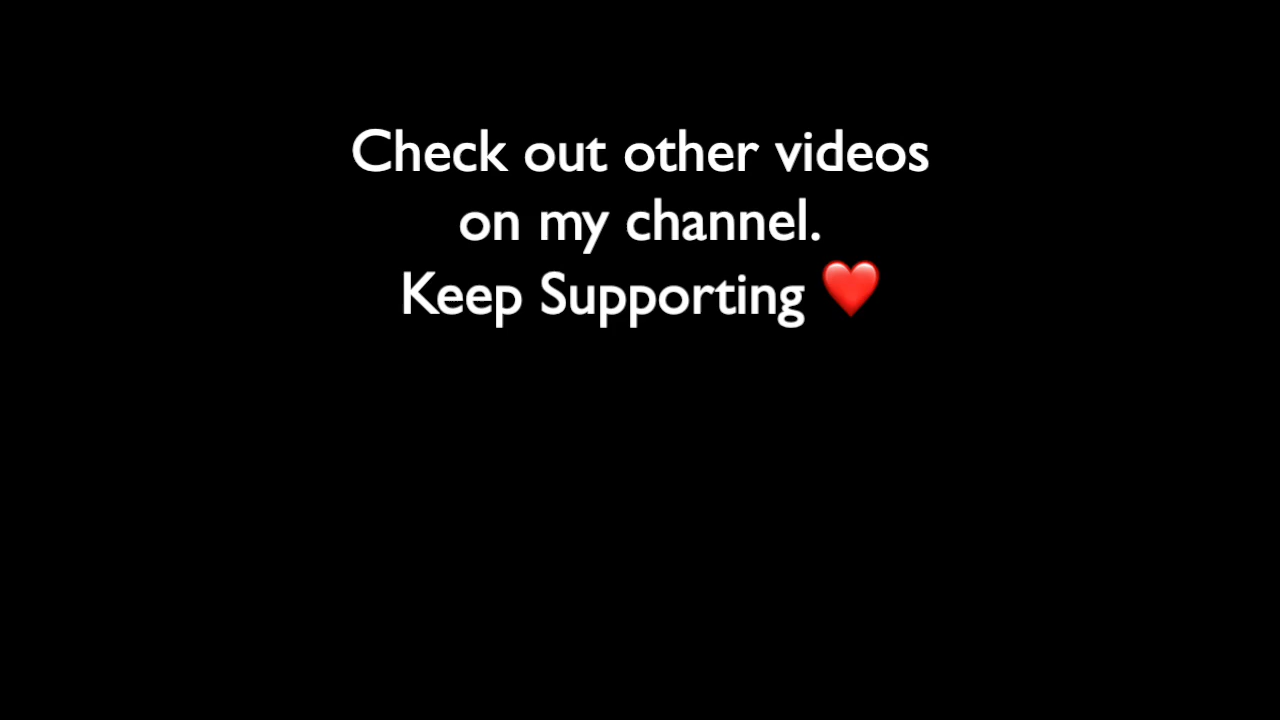 Check out other videos
on my channel.
Keep Supporting ❤️